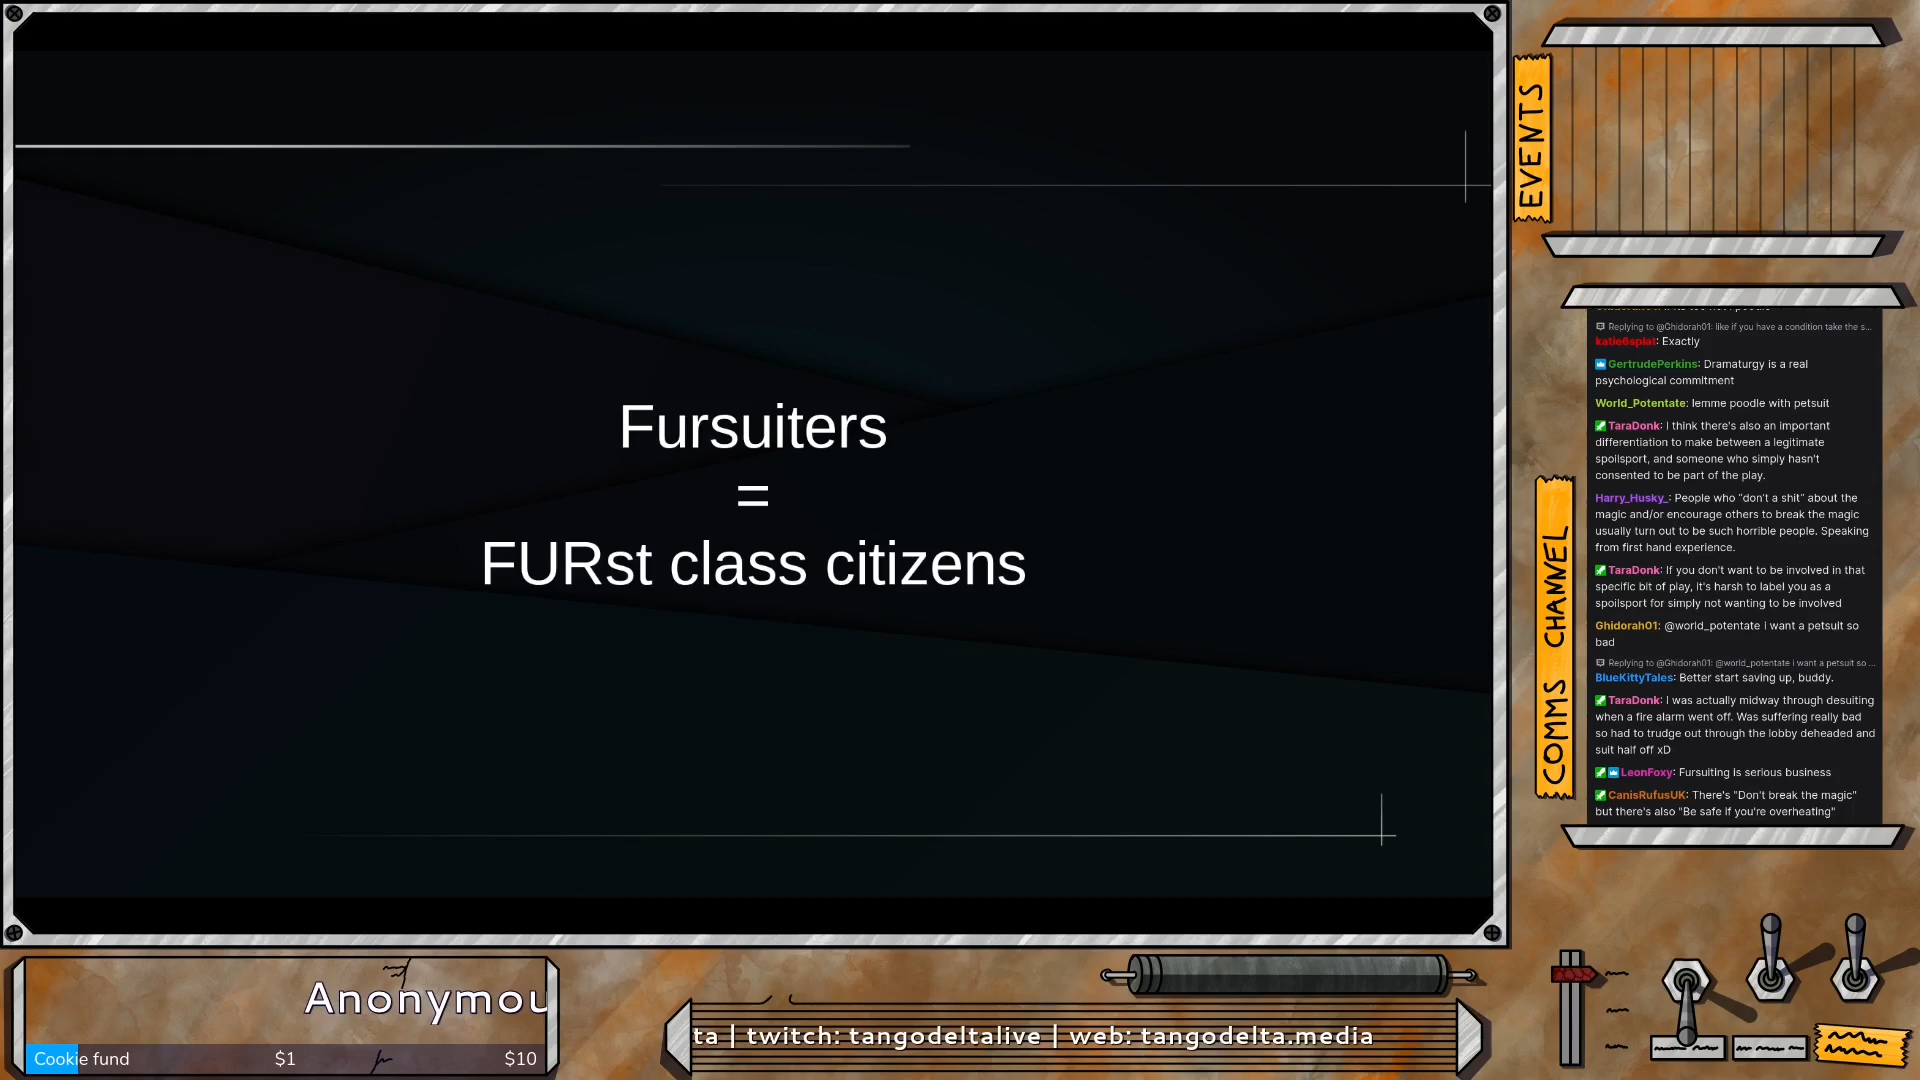 Fursuiters
=
FURst class citizens
EVENTS
COMMS CHANNEL
Replying to @Ghidorah01: like if you have a condition take the s...
katie6splat: Exactly
GertrudePerkins: Dramaturgy is a real
psychological commitment
World_Potentate: lemme poodle with petsuit
TaraDonk: I think there's also an important
differentiation to make between a legitimate
spoilsport, and someone who simply hasn't
consented to be part of the play.
Harry_Husky_: People who "don't a shit" about the
magic and/or encourage others to break the magic
usually turn out to be such horrible people. Speaking
from first hand experience.
TaraDonk: If you don't want to be involved in that
specific bit of play, it's harsh to label you as a
spoilsport for simply not wanting to be involved
Ghidorah01: @world_potentate i want a petsuit so
bad
Replying to @Ghidorah01: @world_potentate i want a petsuit so ...
BlueKittyTales: Better start saving up, buddy.
TaraDonk: I was actually midway through desuiting
when a fire alarm went off. Was suffering really bad
so had to trudge out through the lobby deheaded and
suit half off xD
LeonFoxy: Fursuiting is serious business
CanisRufusUK: There's "Don't break the magic"
but there's also "Be safe if you're overheating"
Anonymou
Cookie fund $1 $10
ta | twitch: tangodeltalive | web: tangodelta.media